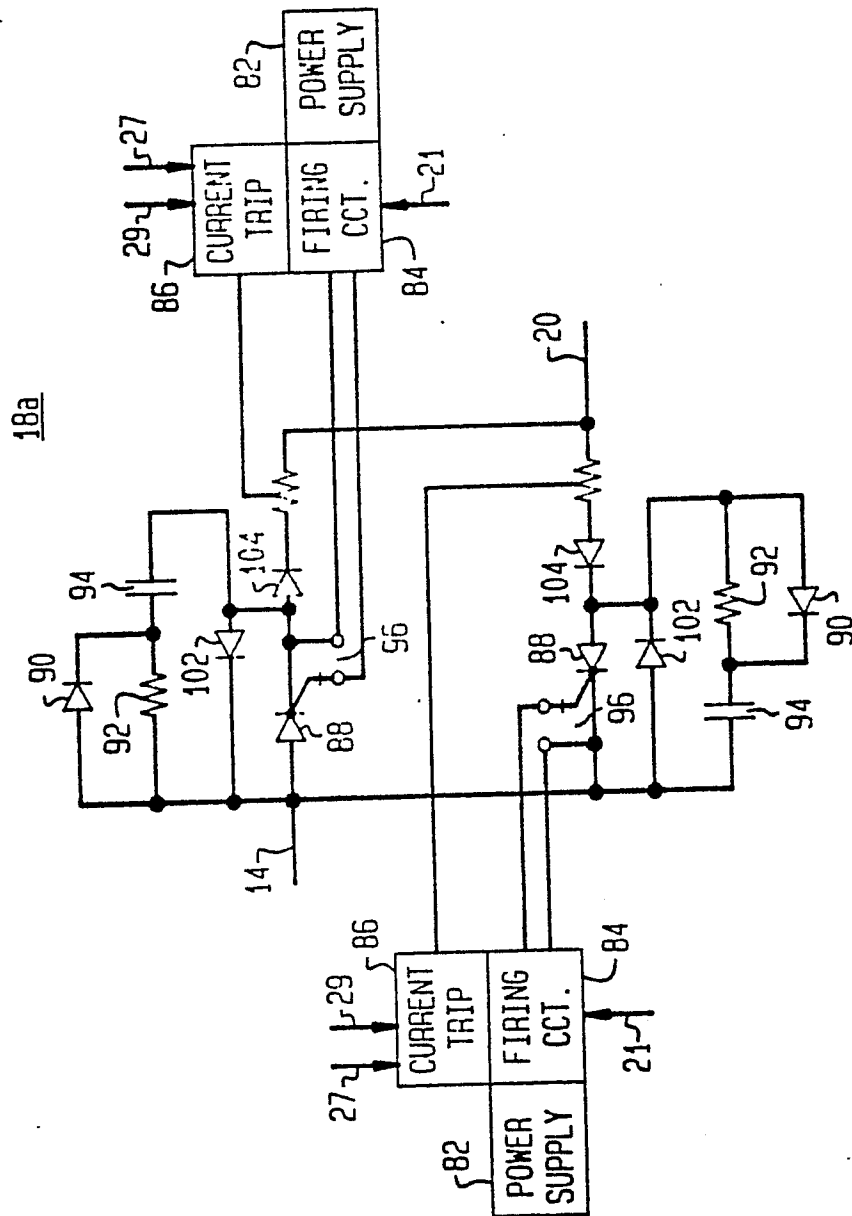 18a
82
POWER
SUPPLY
27
29
CURRENT
TRIP
86
FIRING
CCT.
21
84
20
94
90
92
102
104
96
88
14
104
88
102
92
90
96
94
86
84
29
27
CURRENT
TRIP
FIRING
CCT.
21
82
POWER
SUPPLY